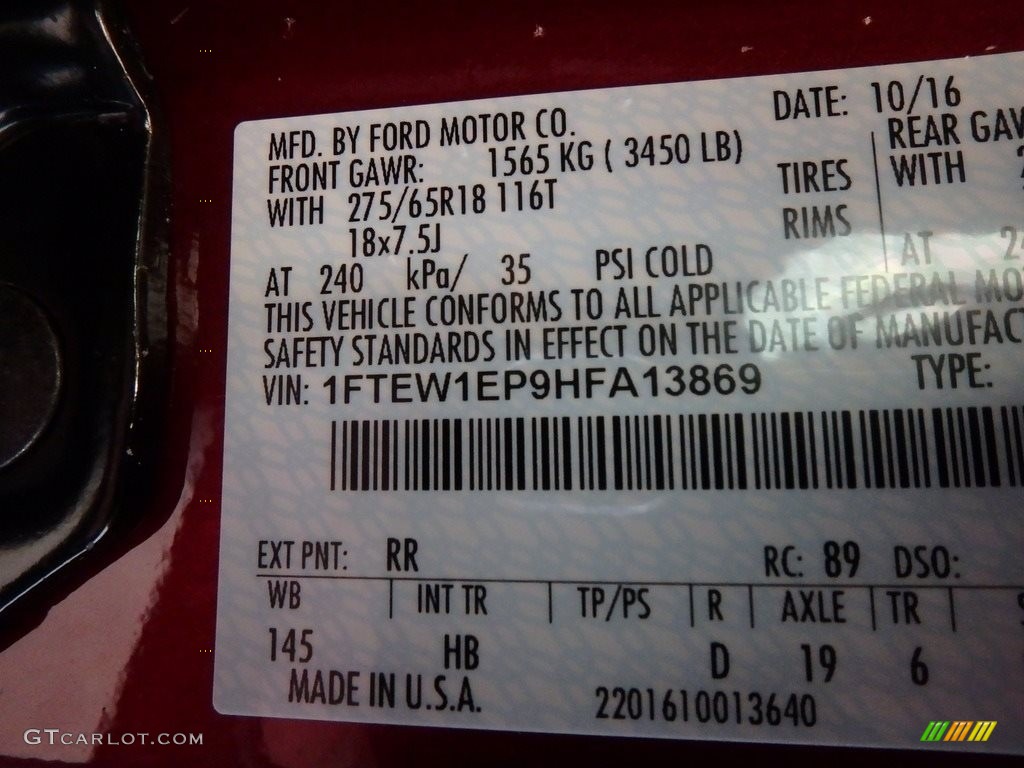 DATE: 10/16
MFD. BY FORD MOTOR CO.
FRONT GAWR: 1565 KG ( 3450 LB) REAR GAW
WITH 275/65R18 116T TIRES WITH
18x7.5J RIMS
AT 240 kPa/ 35 PSI COLD AT
THIS VEHICLE CONFORMS TO ALL APPLICABLE FEDERAL MO
SAFETY STANDARDS IN EFFECT ON THE DATE OF MANUFAC
VIN: 1FTEW1EP9HFA13869 TYPE:
EXT PNT: RR RC: 89 DSO:
WB INT TR TP/PS R AXLE TR
145 HB D 19 6
MADE IN U.S.A. 2201610013640
GTCARLOT.COM